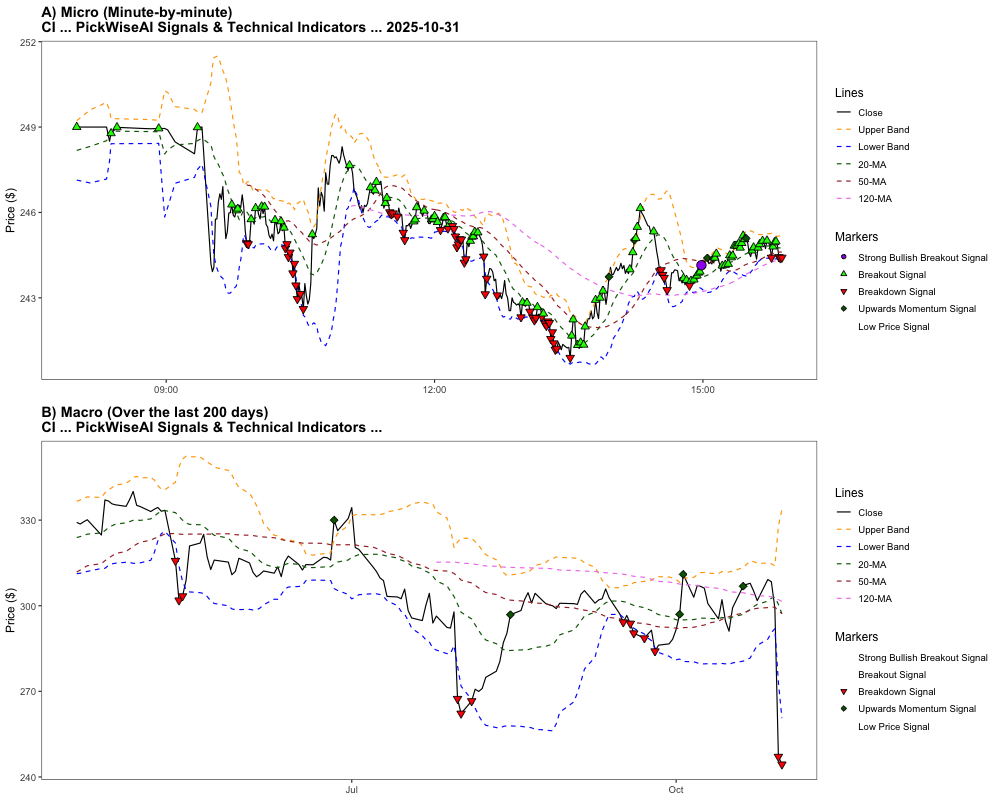 A) Micro (Minute-by-minute)
CI ... PickWiseAI Signals & Technical Indicators ... 2025-10-31
252
249
246
243
Price ($)
09:00
12:00
15:00
Lines
Close
Upper Band
Lower Band
20-MA
50-MA
120-MA
Markers
Strong Bullish Breakout Signal
Breakout Signal
Breakdown Signal
Upwards Momentum Signal
Low Price Signal
B) Macro (Over the last 200 days)
CI ... PickWiseAI Signals & Technical Indicators ...
330
300
270
240
Price ($)
Jul
Oct
Lines
Close
Upper Band
Lower Band
20-MA
50-MA
120-MA
Markers
Strong Bullish Breakout Signal
Breakout Signal
Breakdown Signal
Upwards Momentum Signal
Low Price Signal